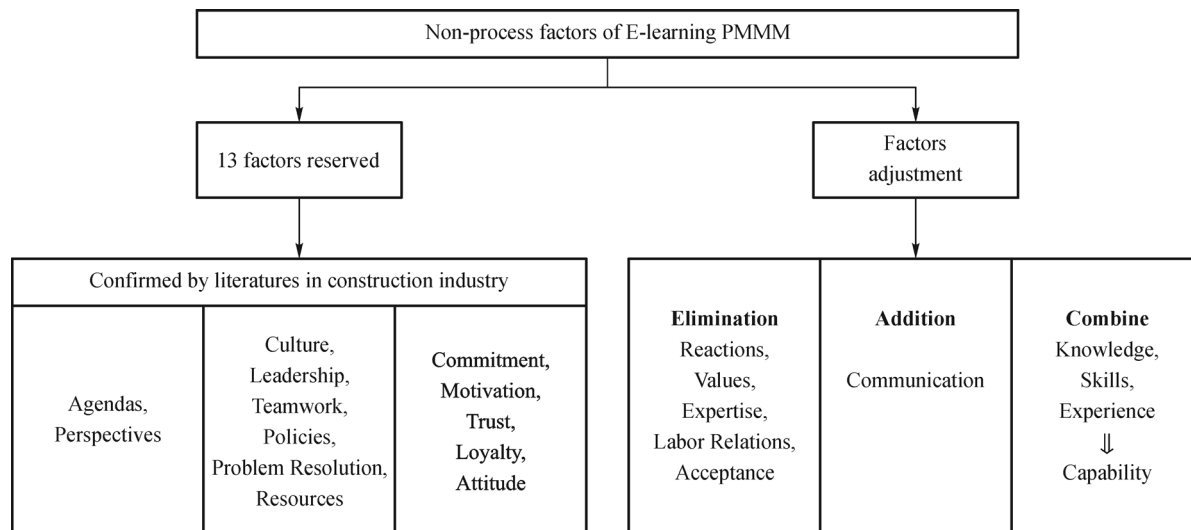 Non-process factors of E-learning PMMM
13 factors reserved
Factors
adjustment
Confirmed by literatures in construction industry
Agendas,
Perspectives
Culture,
Leadership,
Teamwork,
Policies,
Problem Resolution,
Resources
Commitment,
Motivation,
Trust,
Loyalty,
Attitude
Elimination
Reactions,
Values,
Expertise,
Labor Relations,
Acceptance
Addition
Communication
Combine
Knowledge,
Skills,
Experience
⇓
Capability